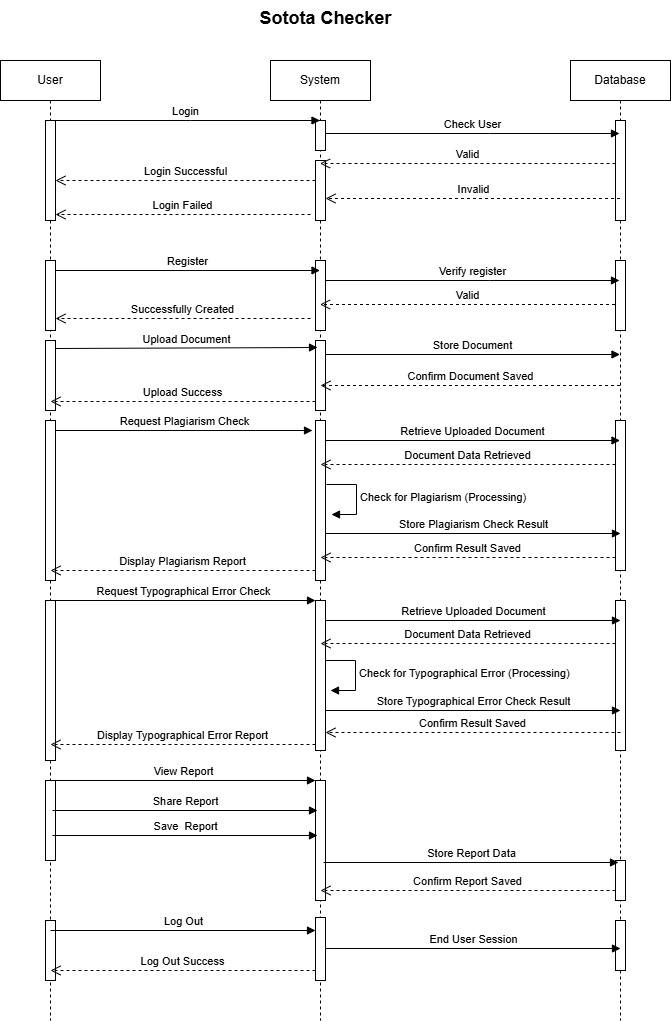 Sotota Checker
User
System
Database
Login
Check User
Valid
Login Successful
Invalid
Login Failed
Register
Verify register
Valid
Successfully Created
Upload Document
Store Document
Confirm Document Saved
Upload Success
Request Plagiarism Check
Retrieve Uploaded Document
Document Data Retrieved
Check for Plagiarism (Processing)
Store Plagiarism Check Result
Confirm Result Saved
Display Plagiarism Report
Request Typographical Error Check
Retrieve Uploaded Document
Document Data Retrieved
Check for Typographical Error (Processing)
Store Typographical Error Check Result
Confirm Result Saved
Display Typographical Error Report
View Report
Share Report
Save  Report
Store Report Data
Confirm Report Saved
Log Out
End User Session
Log Out Success